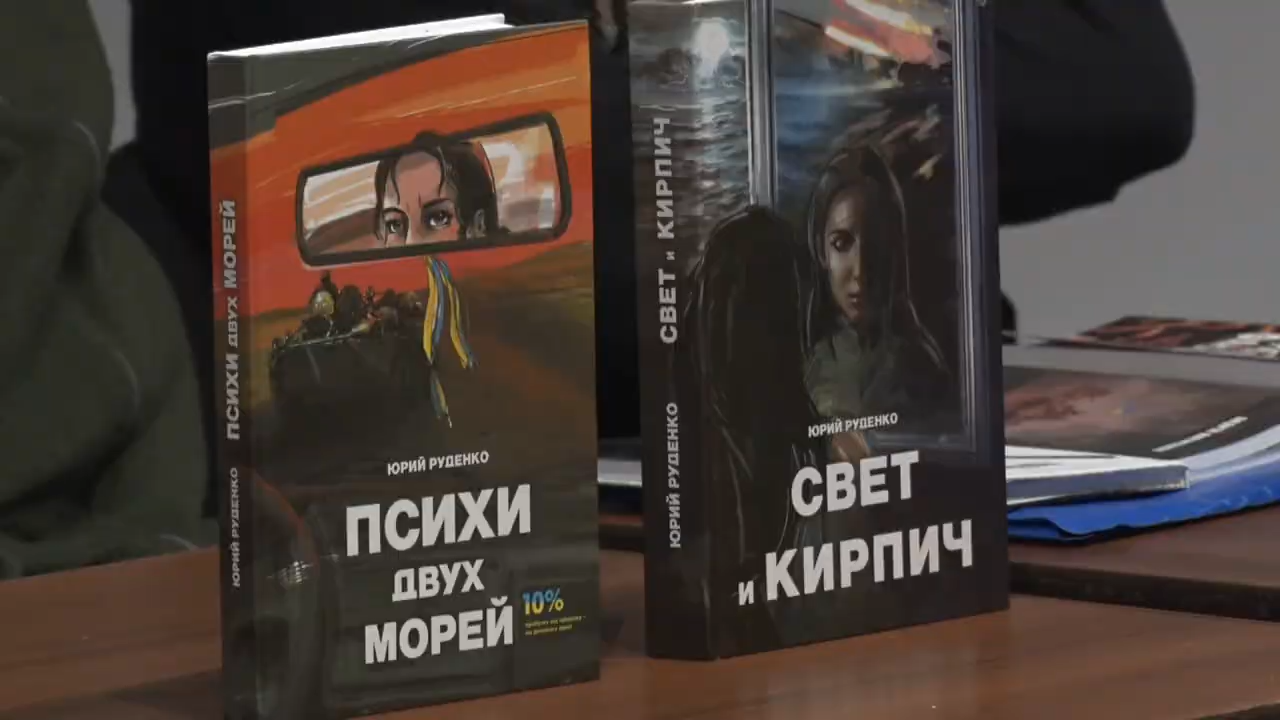 ПСИХИ ДВУХ МОРЕЙ
ЮРИЙ РУДЕНКО
ЮРИЙ РУДЕНКО
ПСИХИ
ДВУХ
МОРЕЙ
10%
СВЕТ И КИРПИЧ
ЮРИЙ РУДЕНКО
ЮРИЙ РУДЕНКО
СВЕТ
И КИРПИЧ